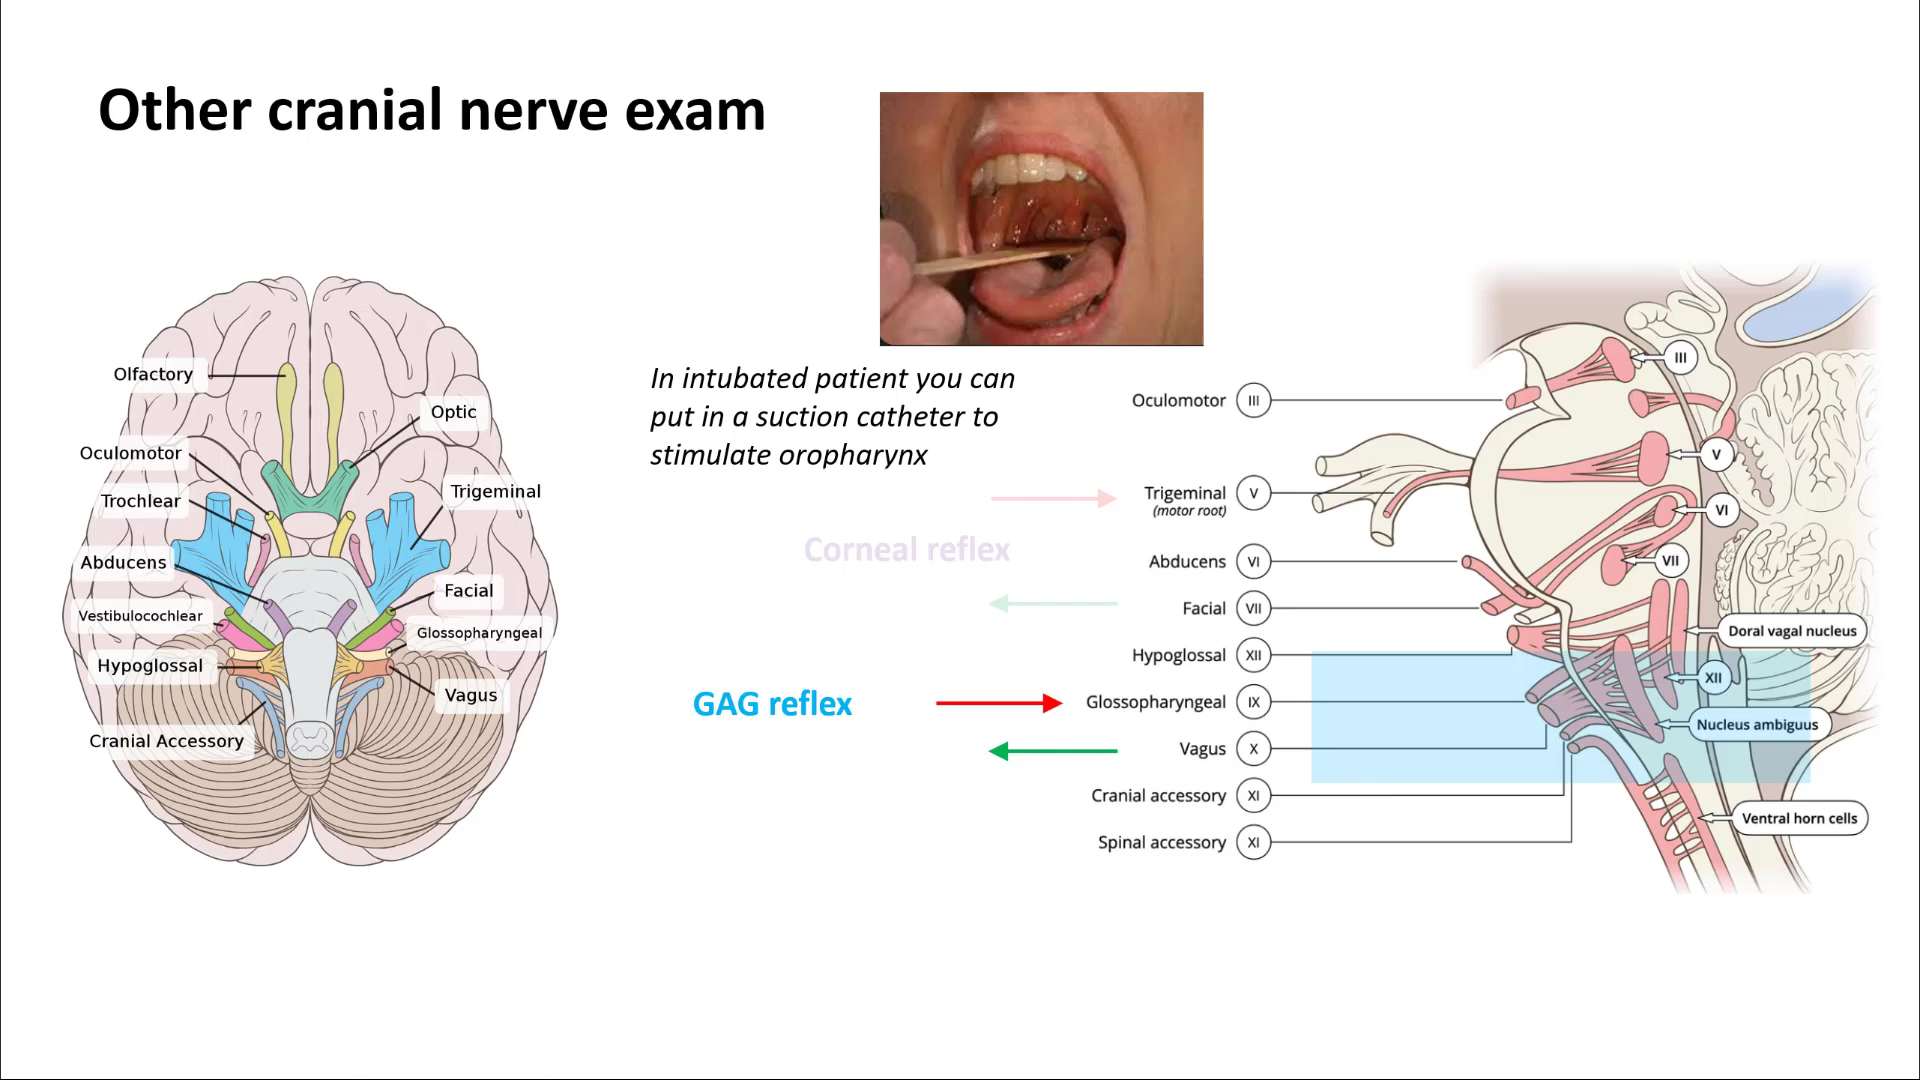 Other cranial nerve exam
In intubated patient you can
put in a suction catheter to
stimulate oropharynx
Olfactory
Optic
Oculomotor
Trigeminal
Trochlear
Abducens
Facial
Vestibulocochlear
Glossopharyngeal
Hypoglossal
Vagus
Cranial Accessory
Corneal reflex
GAG reflex
Oculomotor III
Trigeminal V
(motor root)
Abducens VI
Facial VII
Hypoglossal XII
Glossopharyngeal IX
Vagus X
Cranial accessory XI
Spinal accessory XI
III
V
VI
VII
Doral vagal nucleus
XII
Nucleus ambiguus
Ventral horn cells